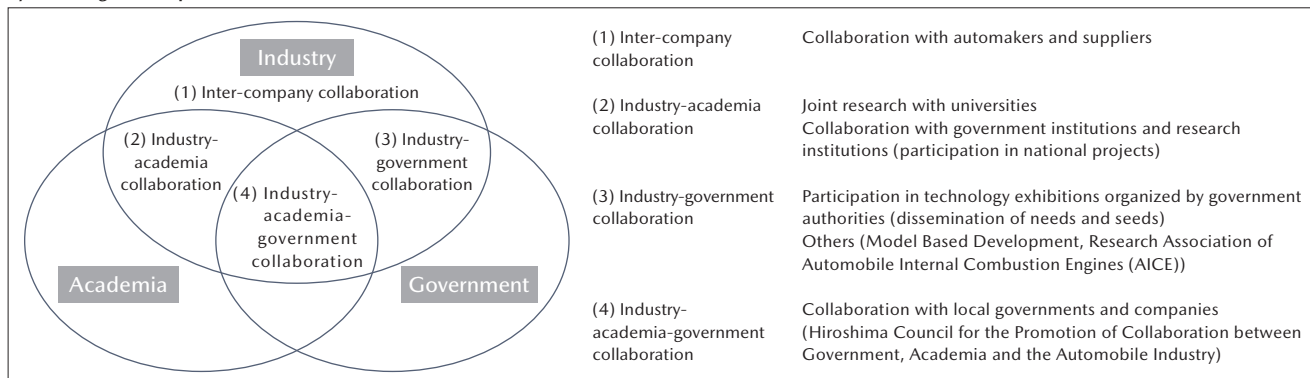 Industry
(1) Inter-company collaboration
(2) Industry-
academia
collaboration
(3) Industry-
government
collaboration
(4) Industry-
academia-
government
collaboration
Academia
Government
(1) Inter-company
collaboration
Collaboration with automakers and suppliers
(2) Industry-academia
collaboration
Joint research with universities
Collaboration with government institutions and research
institutions (participation in national projects)
(3) Industry-government
collaboration
Participation in technology exhibitions organized by government
authorities (dissemination of needs and seeds)
Others (Model Based Development, Research Association of
Automobile Internal Combustion Engines (AICE))
(4) Industry-
academia-government
collaboration
Collaboration with local governments and companies
(Hiroshima Council for the Promotion of Collaboration between
Government, Academia and the Automobile Industry)